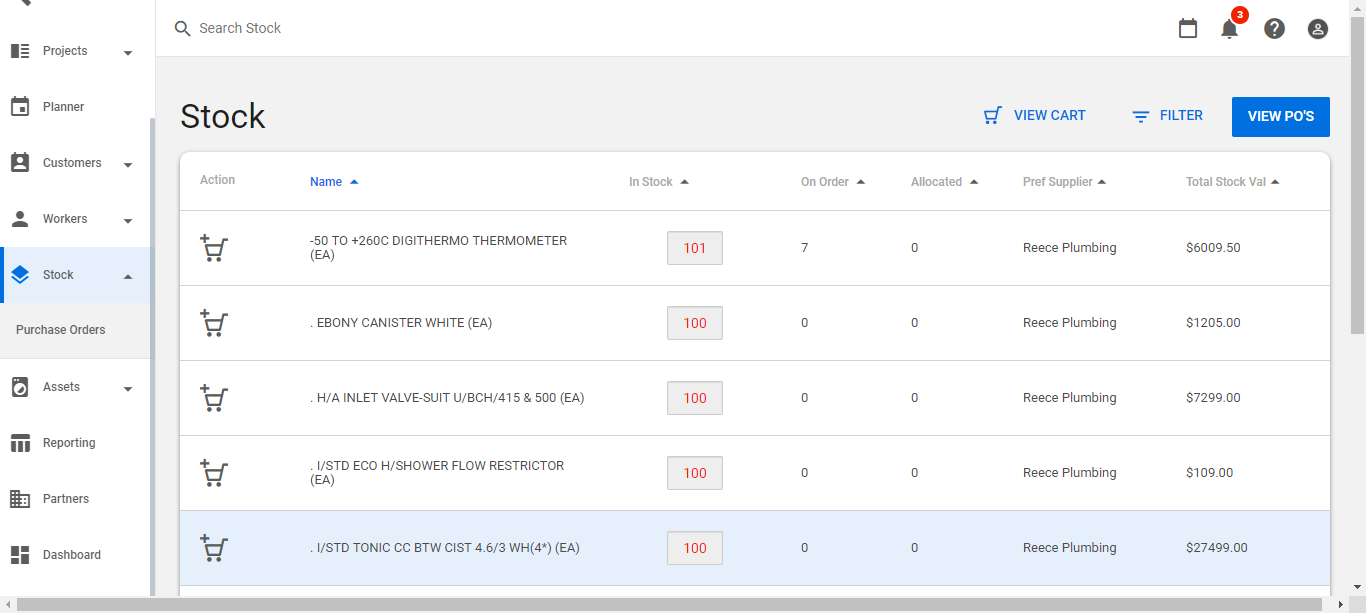 Search Stock
3
Projects
Planner
Customers
Workers
Stock
Purchase Orders
Assets
Reporting
Partners
Dashboard
Stock
VIEW CART
FILTER
VIEW PO'S
Action Name In Stock On Order Allocated Pref Supplier Total Stock Val
-50 TO +260C DIGITHERMO THERMOMETER
(EA)
101 7 0 Reece Plumbing $6009.50
. EBONY CANISTER WHITE (EA) 100 0 0 Reece Plumbing $1205.00
. H/A INLET VALVE-SUIT U/BCH/415 & 500 (EA) 100 0 0 Reece Plumbing $7299.00
. I/STD ECO H/SHOWER FLOW RESTRICTOR
(EA)
100 0 0 Reece Plumbing $109.00
. I/STD TONIC CC BTW CIST 4.6/3 WH(4*) (EA) 100 0 0 Reece Plumbing $27499.00